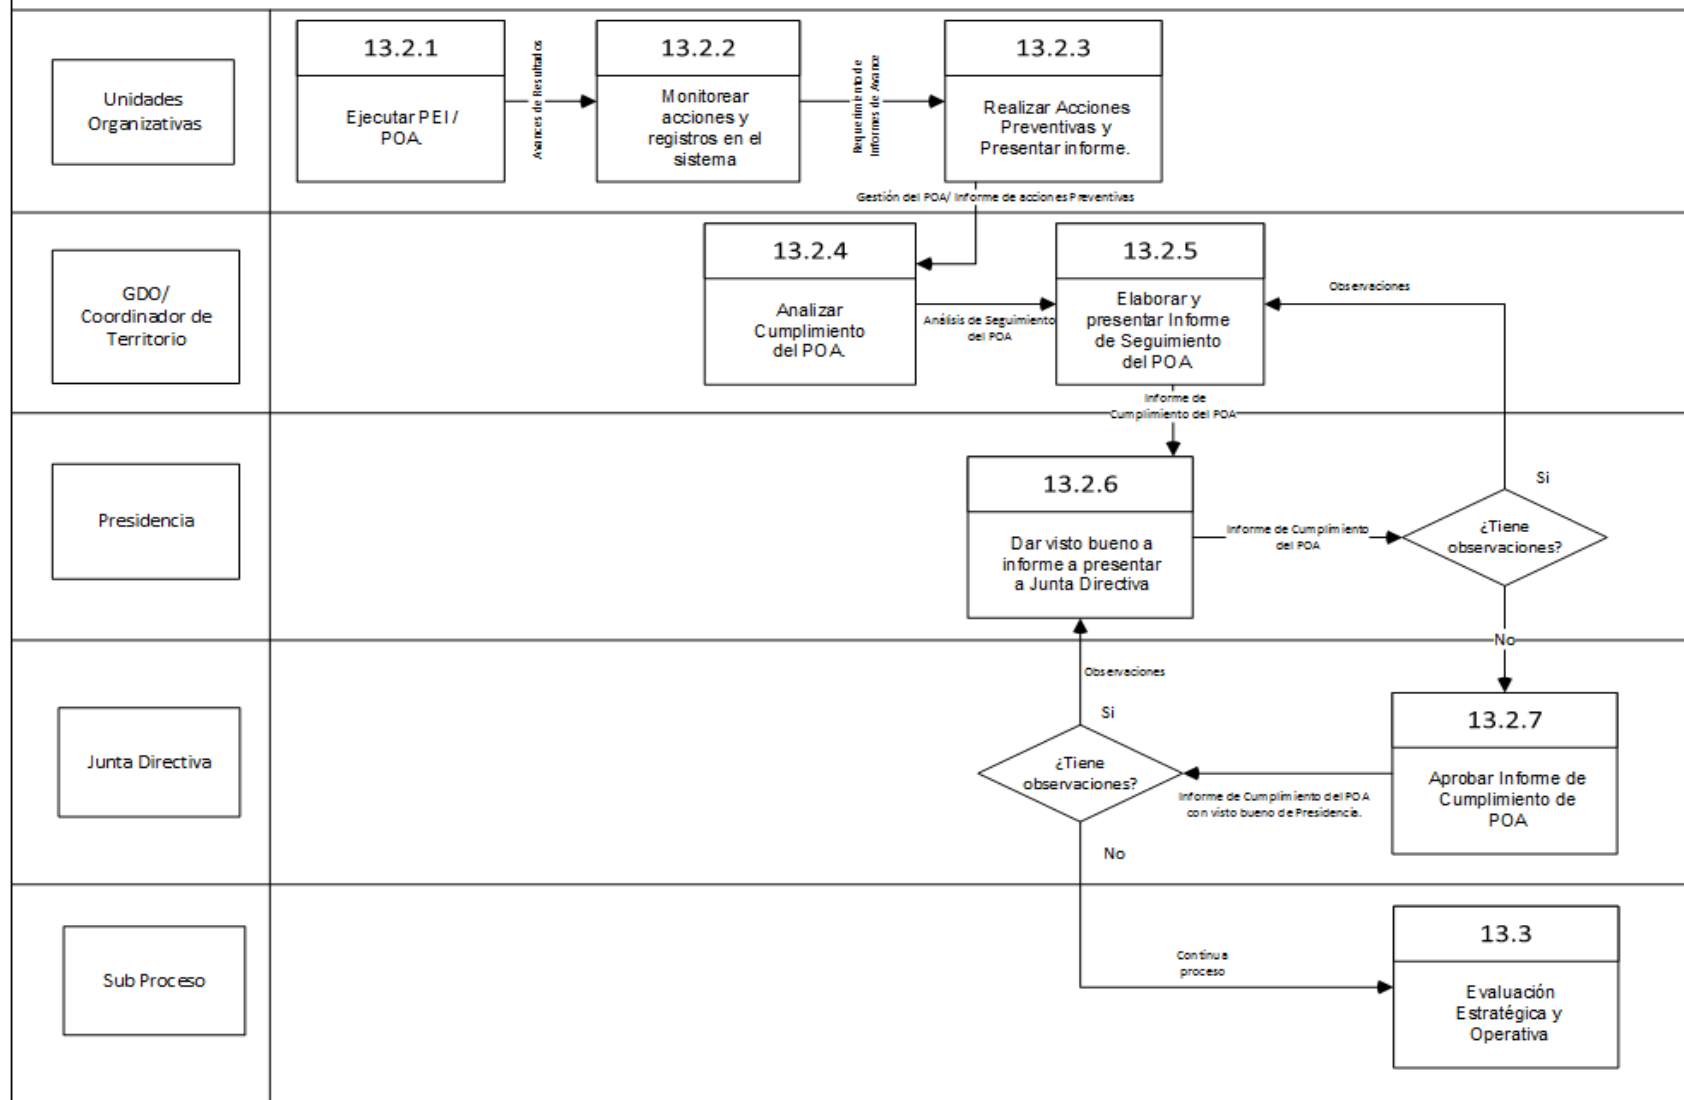 Unidades
Organizativas
13.2.1
Ejecutar PEI /
POA.
Avances de Resultados
13.2.2
Monitorear
acciones y
registros en el
sistema
Requerimiento de
Informes de Avance
13.2.3
Realizar Acciones
Preventivas y
Presentar informe.
Gestión del POA/ Informe de acciones Preventivas
GDO/
Coordinador de
Territorio
13.2.4
Analizar
Cumplimiento
del POA.
Análisis de Seguimiento
del POA
13.2.5
Elaborar y
presentar Informe
de Seguimiento
del POA
Observaciones
Informe de
Cumplimiento del POA
Presidencia
13.2.6
Dar visto bueno a
informe a presentar
a Junta Directiva
Informe de Cumplimiento
del POA
Si
¿Tiene
observaciones?
No
Junta Directiva
Observaciones
Si
¿Tiene
observaciones?
No
Informe de Cumplimiento del POA
con visto bueno de Presidencia.
13.2.7
Aprobar Informe de
Cumplimiento de
POA
Sub Proceso
Continua
proceso
13.3
Evaluación
Estratégica y
Operativa